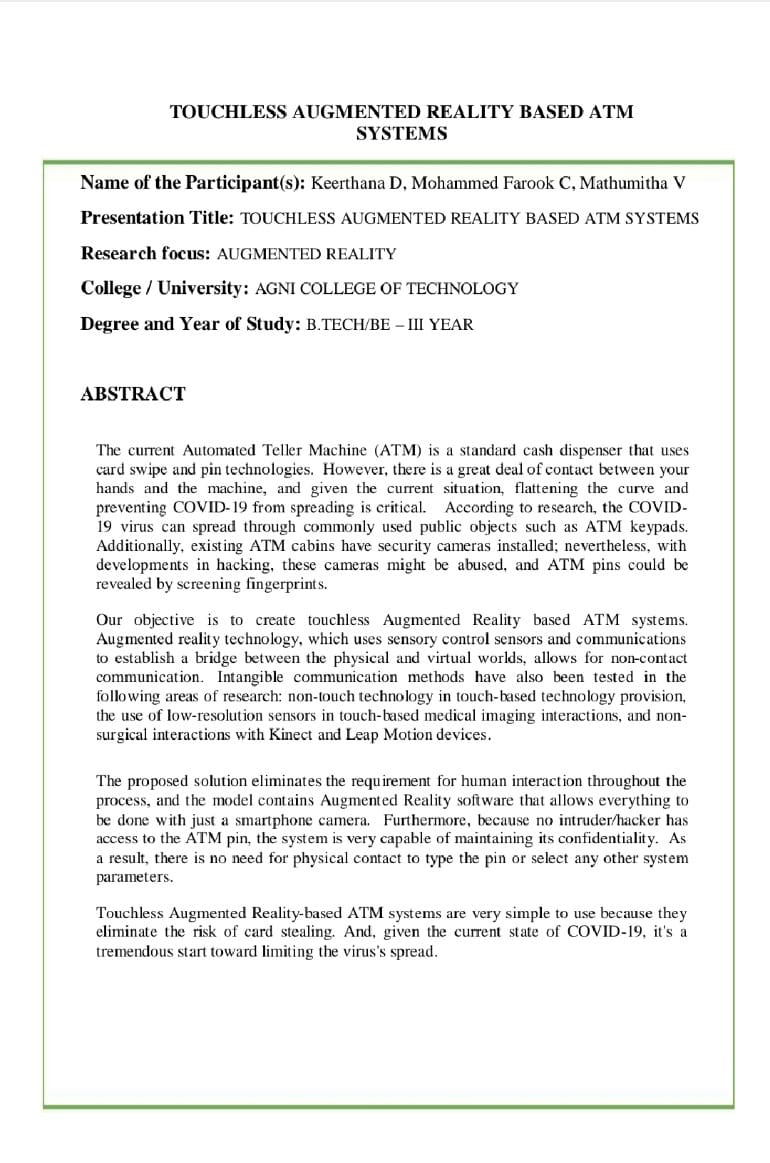 TOUCHLESS AUGMENTED REALITY BASED ATM
SYSTEMS
Name of the Participant(s): Keerthana D, Mohammed Farook C, Mathumitha V
Presentation Title: TOUCHLESS AUGMENTED REALITY BASED ATM SYSTEMS
Research focus: AUGMENTED REALITY
College / University: AGNI COLLEGE OF TECHNOLOGY
Degree and Year of Study: B.TECH/BE – III YEAR
ABSTRACT
The current Automated Teller Machine (ATM) is a standard cash dispenser that uses
card swipe and pin technologies. However, there is a great deal of contact between your
hands and the machine, and given the current situation, flattening the curve and
preventing COVID-19 from spreading is critical. According to research, the COVID-
19 virus can spread through commonly used public objects such as ATM keypads.
Additionally, existing ATM cabins have security cameras installed; nevertheless, with
developments in hacking, these cameras might be abused, and ATM pins could be
revealed by screening fingerprints.
Our objective is to create touchless Augmented Reality based ATM systems.
Augmented reality technology, which uses sensory control sensors and communications
to establish a bridge between the physical and virtual worlds, allows for non-contact
communication. Intangible communication methods have also been tested in the
following areas of research: non-touch technology in touch-based technology provision,
the use of low-resolution sensors in touch-based medical imaging interactions, and non-
surgical interactions with Kinect and Leap Motion devices.
The proposed solution eliminates the requirement for human interaction throughout the
process, and the model contains Augmented Reality software that allows everything to
be done with just a smartphone camera. Furthermore, because no intruder/hacker has
access to the ATM pin, the system is very capable of maintaining its confidentiality. As
a result, there is no need for physical contact to type the pin or select any other system
parameters.
Touchless Augmented Reality-based ATM systems are very simple to use because they
eliminate the risk of card stealing. And, given the current state of COVID-19, it's a
tremendous start toward limiting the virus's spread.